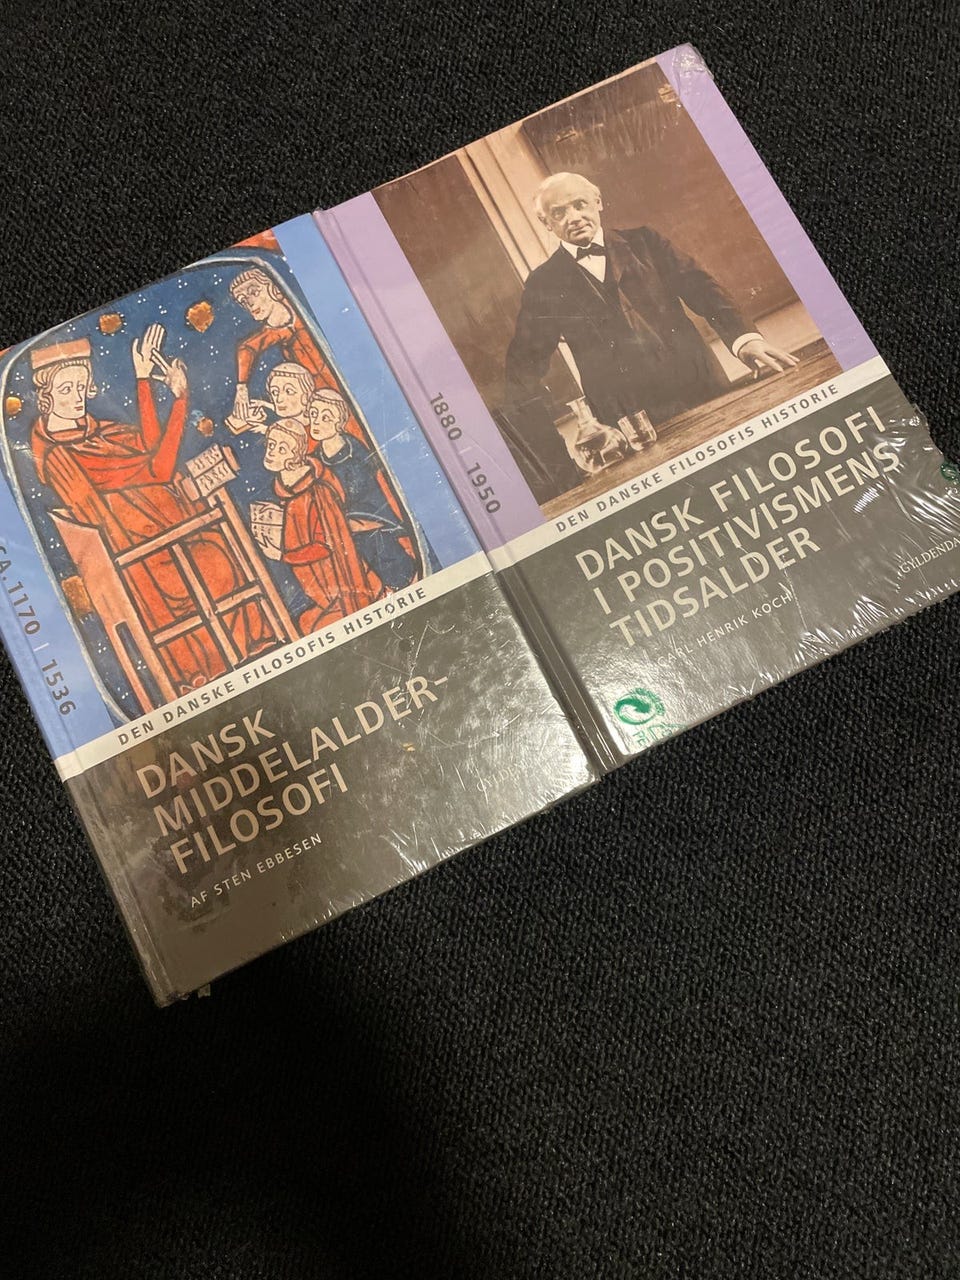 CA. 1170 | 1536
DEN DANSKE FILOSOFIS HISTORIE
DANSK
MIDDELALDER-
FILOSOFI
AF STEN EBBESEN
1880 | 1950
DEN DANSKE FILOSOFIS HISTORIE
DANSK FILOSOFI
I POSITIVISMENS
TIDSALDER
CARL HENRIK KOCH